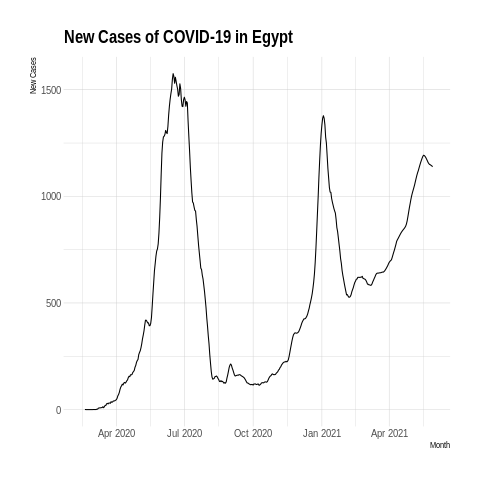 New Cases of COVID-19 in Egypt
New Cases
1500
1000
500
0
Apr 2020
Jul 2020
Oct 2020
Jan 2021
Apr 2021
Month